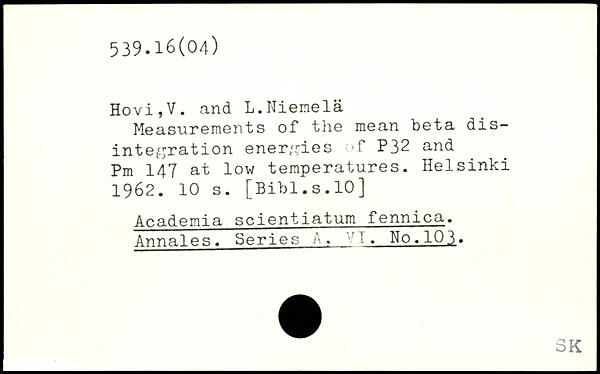 539.16(04)
Hovi,V. and L.Niemelä
Measurements of the mean beta dis-
integration energies of P32 and
Pm 147 at low temperatures. Helsinki
1962. 10 s. [Bibl.s.10]
Academia scientiatum fennica.
Annales. Series A. VI. No.103.
SK